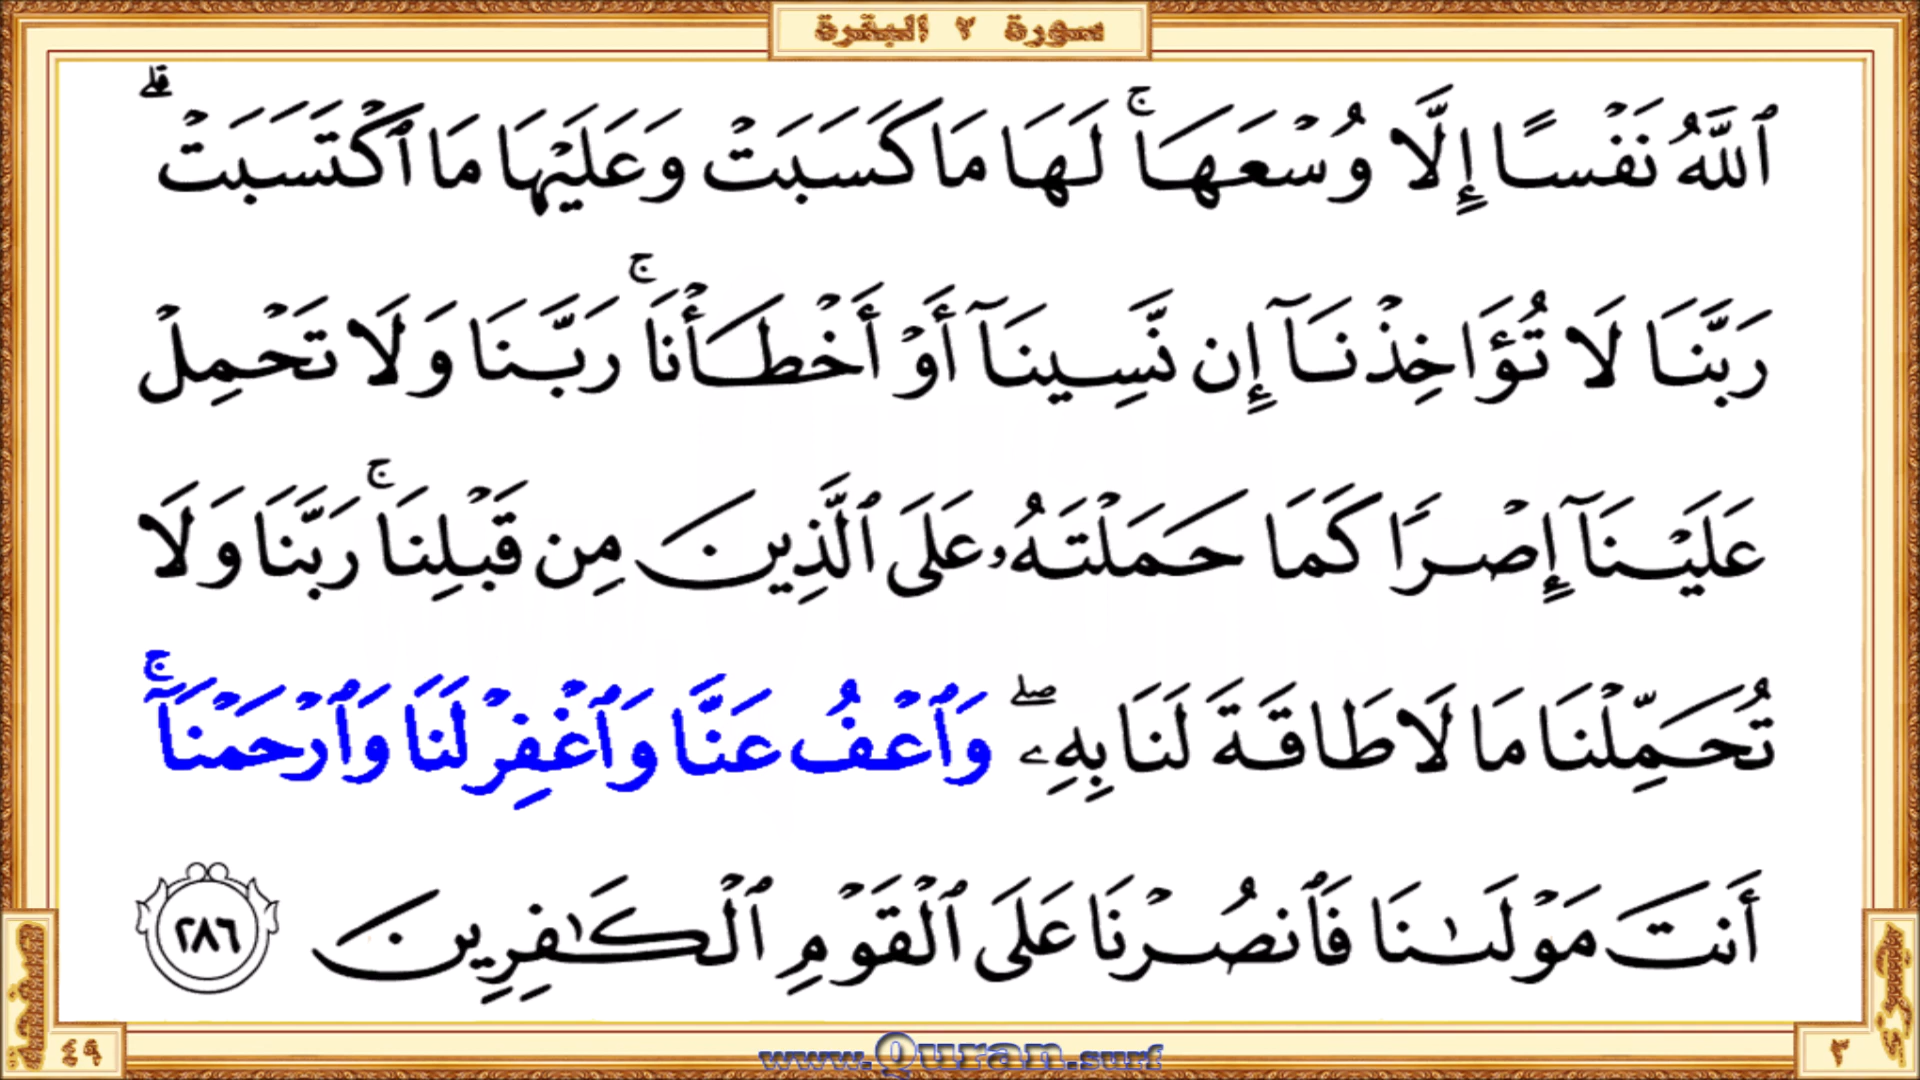 سورة ٢ البقرة
ٱللَّهُ نَفْسًا إِلَّا وُسْعَهَا ۚ لَهَا مَا كَسَبَتْ وَعَلَيْهَا مَا ٱكْتَسَبَتْ ۗ
رَبَّنَا لَا تُؤَاخِذْنَآ إِن نَّسِينَآ أَوْ أَخْطَأْنَا ۚ رَبَّنَا وَلَا تَحْمِلْ
عَلَيْنَآ إِصْرًا كَمَا حَمَلْتَهُۥ عَلَى ٱلَّذِينَ مِن قَبْلِنَا ۚ رَبَّنَا وَلَا
تُحَمِّلْنَا مَا لَا طَاقَةَ لَنَا بِهِۦ ۖ وَٱعْفُ عَنَّا وَٱغْفِرْ لَنَا وَٱرْحَمْنَآ ۚ
أَنتَ مَوْلَىٰنَا فَٱنصُرْنَا عَلَى ٱلْقَوْمِ ٱلْكَٰفِرِينَ ٢٨٦
صفحة ٤٩
٣
www.Quran.surf